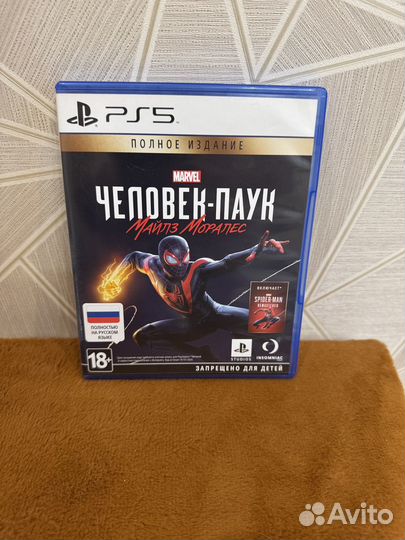 PS5
ПОЛНОЕ ИЗДАНИЕ
MARVEL
ЧЕЛОВЕК-ПАУК
МАЙЛЗ МОРАЛЕС
ВКЛЮЧАЕТ*
SPIDER-MAN
REMASTERED
ПОЛНОСТЬЮ
НА РУССКОМ
ЯЗЫКЕ
18+
STUDIOS
INSOMNIAC
ЗАПРЕЩЕНО ДЛЯ ДЕТЕЙ
Avito